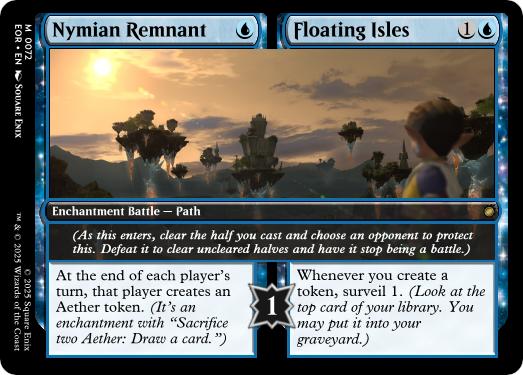 Nymian Remnant
Floating Isles
1
Enchantment Battle — Path
(As this enters, clear the half you cast and choose an opponent to protect
this. Defeat it to clear uncleared halves and have it stop being a battle.)
At the end of each player's
turn, that player creates an
Aether token. (It's an
enchantment with “Sacrifice
two Aether: Draw a card.”)
1
Whenever you create a
token, surveil 1. (Look at the
top card of your library. You
may put it into your
graveyard.)
M 0072
EOR • EN SQUARE ENIX
™ & © 2025 Wizards of the Coast
© 2025 Square Enix